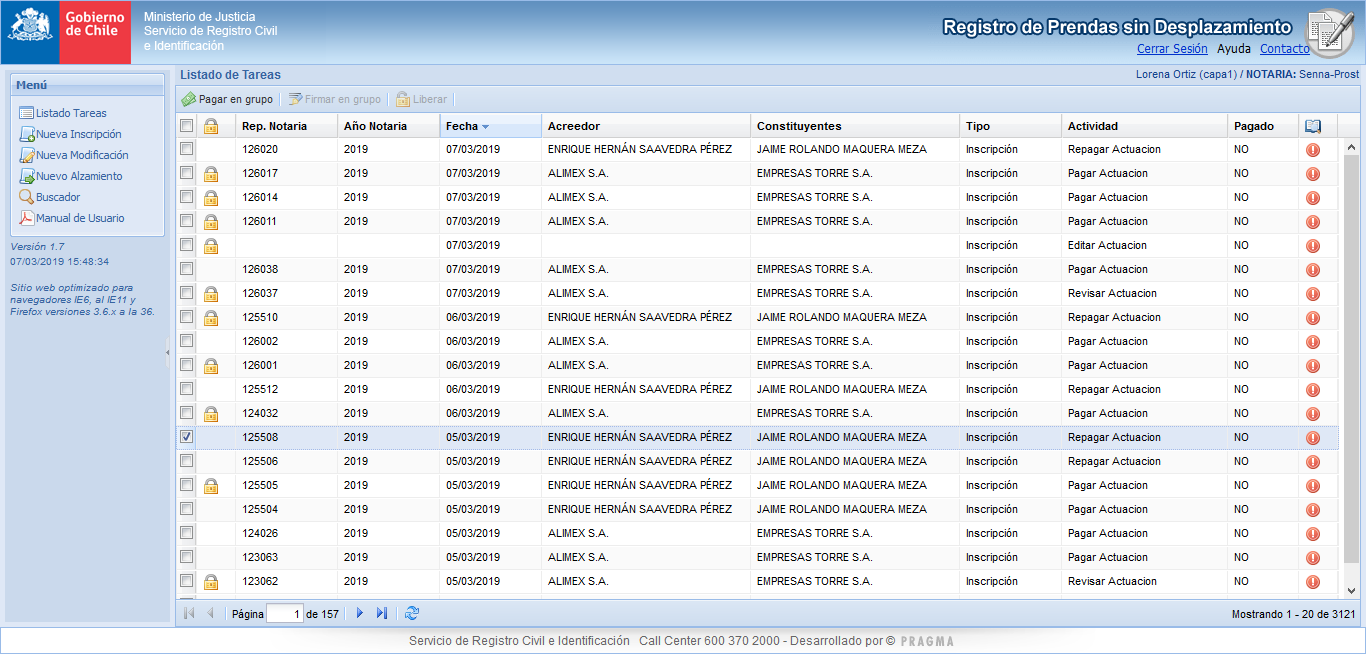 Gobierno
de Chile
Ministerio de Justicia
Servicio de Registro Civil
e Identificación
Registro de Prendas sin Desplazamiento
Cerrar Sesión Ayuda Contacto
Menú
Listado Tareas
Nueva Inscripción
Nueva Modificación
Nuevo Alzamiento
Buscador
Manual de Usuario
Versión 1.7
07/03/2019 15:48:34
Sitio web optimizado para
navegadores IE6, al IE11 y
Firefox versiones 3.6.x a la 36.
Listado de Tareas
Lorena Ortiz (capa1) / NOTARIA: Senna-Prost
Pagar en grupo Firmar en grupo Liberar
Rep. Notaria Año Notaria Fecha Acreedor Constituyentes Tipo Actividad Pagado
126020 2019 07/03/2019 ENRIQUE HERNÁN SAAVEDRA PÉREZ JAIME ROLANDO MAQUERA MEZA Inscripción Repagar Actuacion NO
126017 2019 07/03/2019 ALIMEX S.A. EMPRESAS TORRE S.A. Inscripción Pagar Actuacion NO
126014 2019 07/03/2019 ALIMEX S.A. EMPRESAS TORRE S.A. Inscripción Pagar Actuacion NO
126011 2019 07/03/2019 ALIMEX S.A. EMPRESAS TORRE S.A. Inscripción Pagar Actuacion NO
07/03/2019 Inscripción Editar Actuacion NO
126038 2019 07/03/2019 ALIMEX S.A. EMPRESAS TORRE S.A. Inscripción Pagar Actuacion NO
126037 2019 07/03/2019 ALIMEX S.A. EMPRESAS TORRE S.A. Inscripción Revisar Actuacion NO
125510 2019 06/03/2019 ENRIQUE HERNÁN SAAVEDRA PÉREZ JAIME ROLANDO MAQUERA MEZA Inscripción Repagar Actuacion NO
126002 2019 06/03/2019 ALIMEX S.A. EMPRESAS TORRE S.A. Inscripción Pagar Actuacion NO
126001 2019 06/03/2019 ALIMEX S.A. EMPRESAS TORRE S.A. Inscripción Pagar Actuacion NO
125512 2019 06/03/2019 ENRIQUE HERNÁN SAAVEDRA PÉREZ JAIME ROLANDO MAQUERA MEZA Inscripción Repagar Actuacion NO
124032 2019 06/03/2019 ALIMEX S.A. EMPRESAS TORRE S.A. Inscripción Pagar Actuacion NO
125508 2019 05/03/2019 ENRIQUE HERNÁN SAAVEDRA PÉREZ JAIME ROLANDO MAQUERA MEZA Inscripción Repagar Actuacion NO
125506 2019 05/03/2019 ENRIQUE HERNÁN SAAVEDRA PÉREZ JAIME ROLANDO MAQUERA MEZA Inscripción Repagar Actuacion NO
125505 2019 05/03/2019 ENRIQUE HERNÁN SAAVEDRA PÉREZ JAIME ROLANDO MAQUERA MEZA Inscripción Pagar Actuacion NO
125504 2019 05/03/2019 ENRIQUE HERNÁN SAAVEDRA PÉREZ JAIME ROLANDO MAQUERA MEZA Inscripción Pagar Actuacion NO
124026 2019 05/03/2019 ALIMEX S.A. EMPRESAS TORRE S.A. Inscripción Pagar Actuacion NO
123063 2019 05/03/2019 ALIMEX S.A. EMPRESAS TORRE S.A. Inscripción Pagar Actuacion NO
123062 2019 05/03/2019 ALIMEX S.A. EMPRESAS TORRE S.A. Inscripción Revisar Actuacion NO
Página 1 de 157 Mostrando 1 - 20 de 3121
Servicio de Registro Civil e Identificación Call Center 600 370 2000 - Desarrollado por © PRAGMA